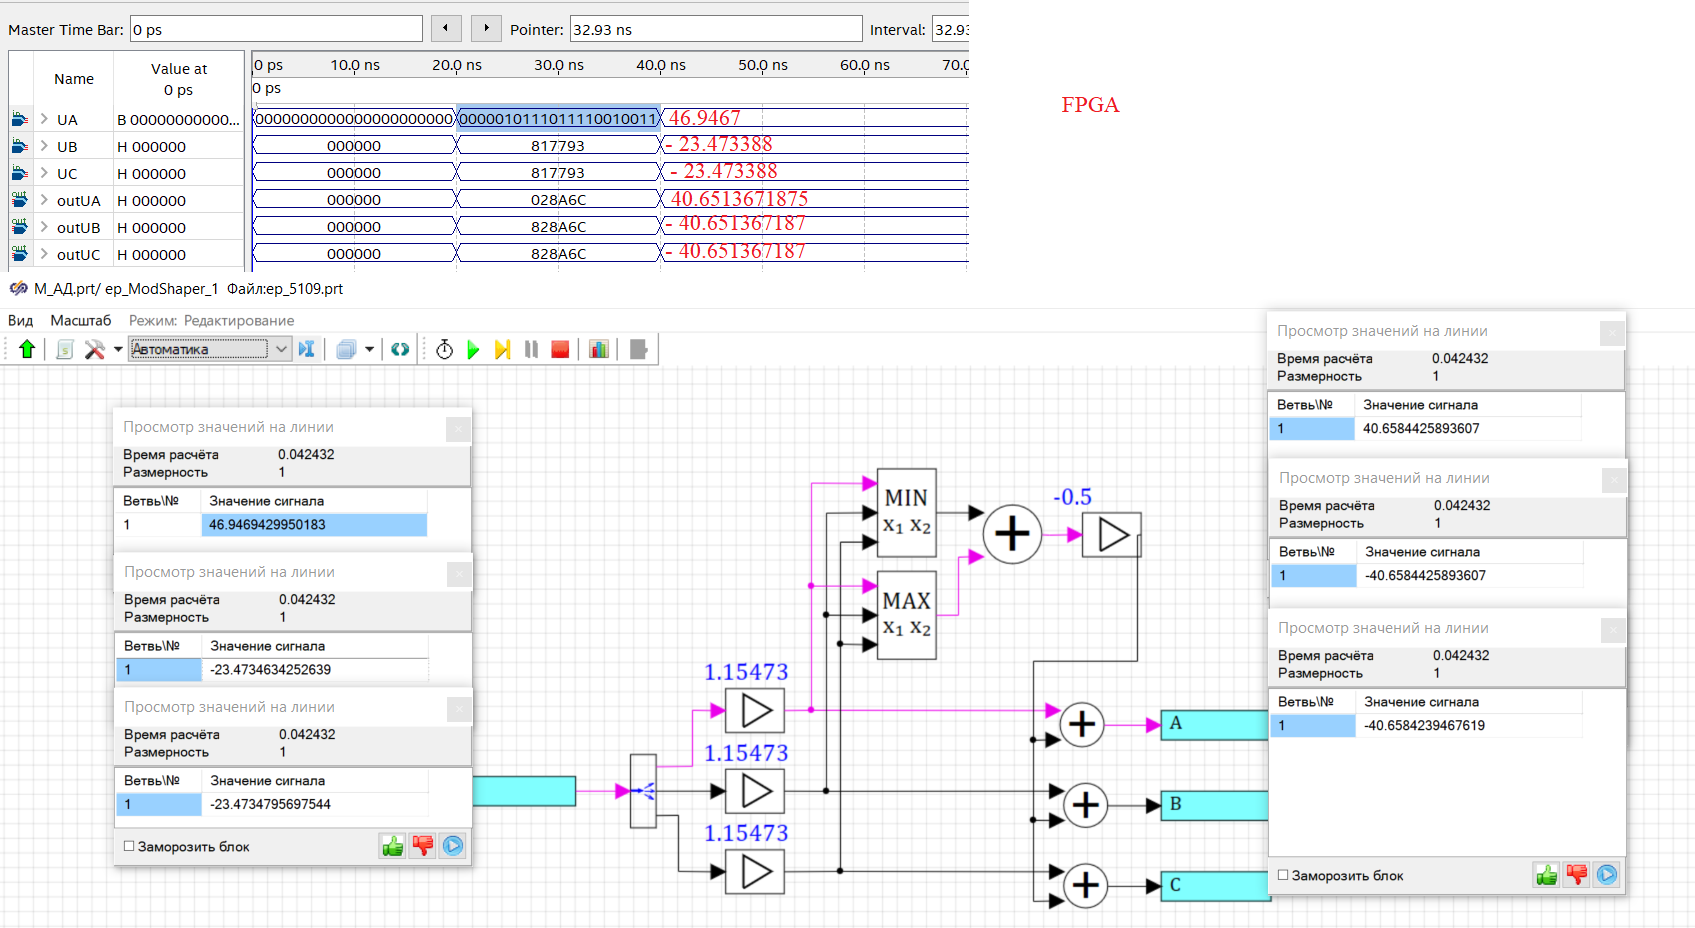 Master Time Bar: 0 ps Pointer: 32.93 ns Interval: 32.93
Name Value at 0 ps
0 ps 10.0 ns 20.0 ns 30.0 ns 40.0 ns 50.0 ns 60.0 ns 70.0
0 ps
FPGA
UA B 00000000000... 0000000000000000000000 0000010111011110010011 46.9467
UB H 000000 000000 817793 - 23.473388
UC H 000000 000000 817793 - 23.473388
outUA H 000000 000000 028A6C 40.6513671875
outUB H 000000 000000 828A6C - 40.651367187
outUC H 000000 000000 828A6C - 40.651367187
М_АД.prt/ ep_ModShaper_1 Файл:ep_5109.prt
Вид Масштаб Режим: Редактирование
Автоматика
Просмотр значений на линии
Время расчёта 0.042432
Размерность 1
Ветвь\№ Значение сигнала
1 46.9469429950183
Просмотр значений на линии
Время расчёта 0.042432
Размерность 1
Ветвь\№ Значение сигнала
1 -23.4734634252639
Просмотр значений на линии
Время расчёта 0.042432
Размерность 1
Ветвь\№ Значение сигнала
1 -23.4734795697544
Заморозить блок
MIN
x1 x2
MAX
x1 x2
-0.5
1.15473
1.15473
1.15473
A
B
C
Просмотр значений на линии
Время расчёта 0.042432
Размерность 1
Ветвь\№ Значение сигнала
1 40.6584425893607
Просмотр значений на линии
Время расчёта 0.042432
Размерность 1
Ветвь\№ Значение сигнала
1 -40.6584425893607
Просмотр значений на линии
Время расчёта 0.042432
Размерность 1
Ветвь\№ Значение сигнала
1 -40.6584239467619
Заморозить блок